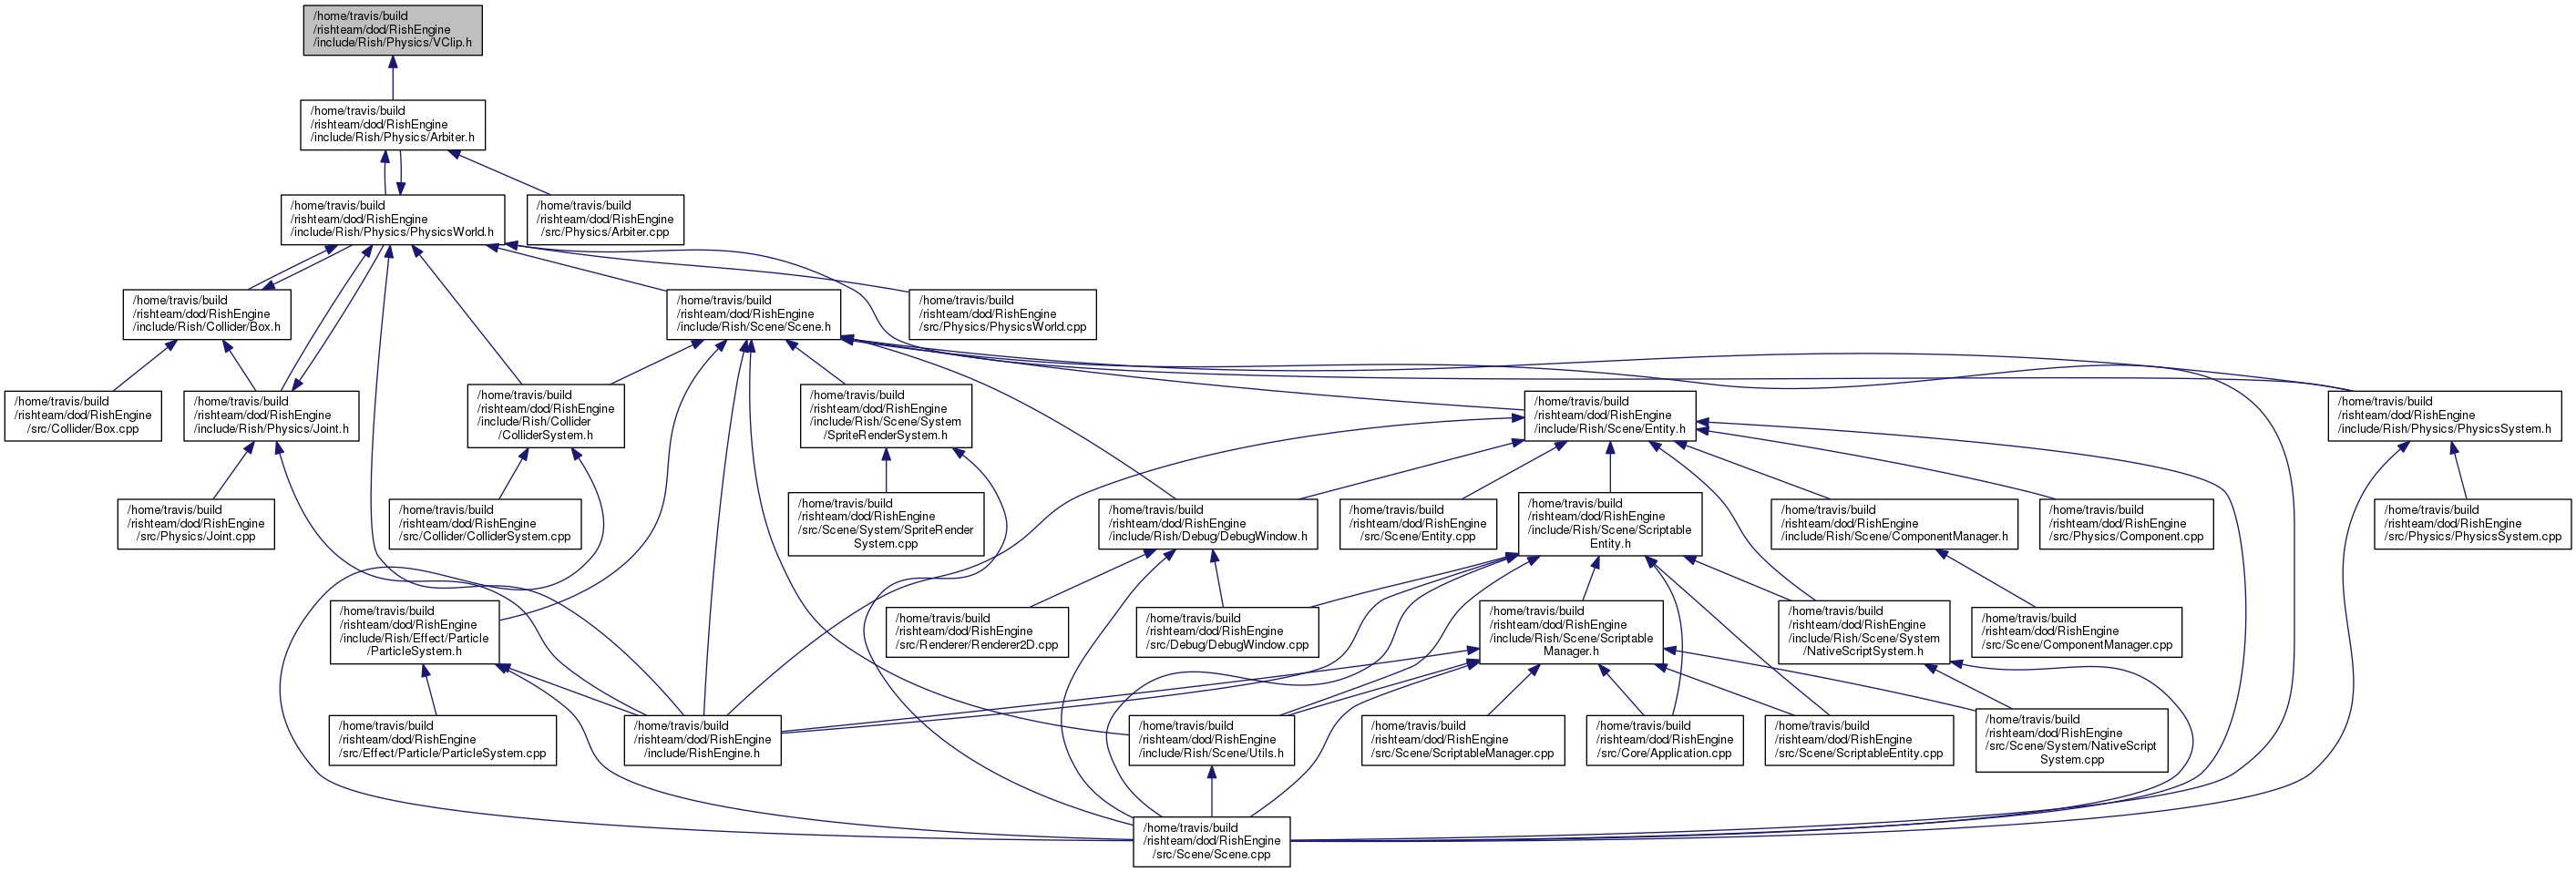 /home/travis/build
/rishteam/dod/RishEngine
/include/Rish/Physics/VClip.h
/home/travis/build
/rishteam/dod/RishEngine
/include/Rish/Physics/Arbiter.h
/home/travis/build
/rishteam/dod/RishEngine
/include/Rish/Physics/PhysicsWorld.h
/home/travis/build
/rishteam/dod/RishEngine
/src/Physics/Arbiter.cpp
/home/travis/build
/rishteam/dod/RishEngine
/include/Rish/Collider/Box.h
/home/travis/build
/rishteam/dod/RishEngine
/include/Rish/Scene/Scene.h
/home/travis/build
/rishteam/dod/RishEngine
/src/Physics/PhysicsWorld.cpp
/home/travis/build
/rishteam/dod/RishEngine
/src/Collider/Box.cpp
/home/travis/build
/rishteam/dod/RishEngine
/include/Rish/Physics/Joint.h
/home/travis/build
/rishteam/dod/RishEngine
/include/Rish/Collider
/ColliderSystem.h
/home/travis/build
/rishteam/dod/RishEngine
/include/Rish/Scene/System
/SpriteRenderSystem.h
/home/travis/build
/rishteam/dod/RishEngine
/include/Rish/Scene/Entity.h
/home/travis/build
/rishteam/dod/RishEngine
/include/Rish/Physics/PhysicsSystem.h
/home/travis/build
/rishteam/dod/RishEngine
/src/Physics/Joint.cpp
/home/travis/build
/rishteam/dod/RishEngine
/src/Collider/ColliderSystem.cpp
/home/travis/build
/rishteam/dod/RishEngine
/src/Scene/System/SpriteRender
System.cpp
/home/travis/build
/rishteam/dod/RishEngine
/include/Rish/Debug/DebugWindow.h
/home/travis/build
/rishteam/dod/RishEngine
/src/Scene/Entity.cpp
/home/travis/build
/rishteam/dod/RishEngine
/include/Rish/Scene/Scriptable
Entity.h
/home/travis/build
/rishteam/dod/RishEngine
/include/Rish/Scene/ComponentManager.h
/home/travis/build
/rishteam/dod/RishEngine
/src/Physics/Component.cpp
/home/travis/build
/rishteam/dod/RishEngine
/src/Physics/PhysicsSystem.cpp
/home/travis/build
/rishteam/dod/RishEngine
/include/Rish/Effect/Particle
/ParticleSystem.h
/home/travis/build
/rishteam/dod/RishEngine
/src/Renderer/Renderer2D.cpp
/home/travis/build
/rishteam/dod/RishEngine
/src/Debug/DebugWindow.cpp
/home/travis/build
/rishteam/dod/RishEngine
/include/Rish/Scene/Scriptable
Manager.h
/home/travis/build
/rishteam/dod/RishEngine
/include/Rish/Scene/System
/NativeScriptSystem.h
/home/travis/build
/rishteam/dod/RishEngine
/src/Scene/ComponentManager.cpp
/home/travis/build
/rishteam/dod/RishEngine
/src/Effect/Particle/ParticleSystem.cpp
/home/travis/build
/rishteam/dod/RishEngine
/include/RishEngine.h
/home/travis/build
/rishteam/dod/RishEngine
/include/Rish/Scene/Utils.h
/home/travis/build
/rishteam/dod/RishEngine
/src/Scene/ScriptableManager.cpp
/home/travis/build
/rishteam/dod/RishEngine
/src/Core/Application.cpp
/home/travis/build
/rishteam/dod/RishEngine
/src/Scene/ScriptableEntity.cpp
/home/travis/build
/rishteam/dod/RishEngine
/src/Scene/System/NativeScript
System.cpp
/home/travis/build
/rishteam/dod/RishEngine
/src/Scene/Scene.cpp